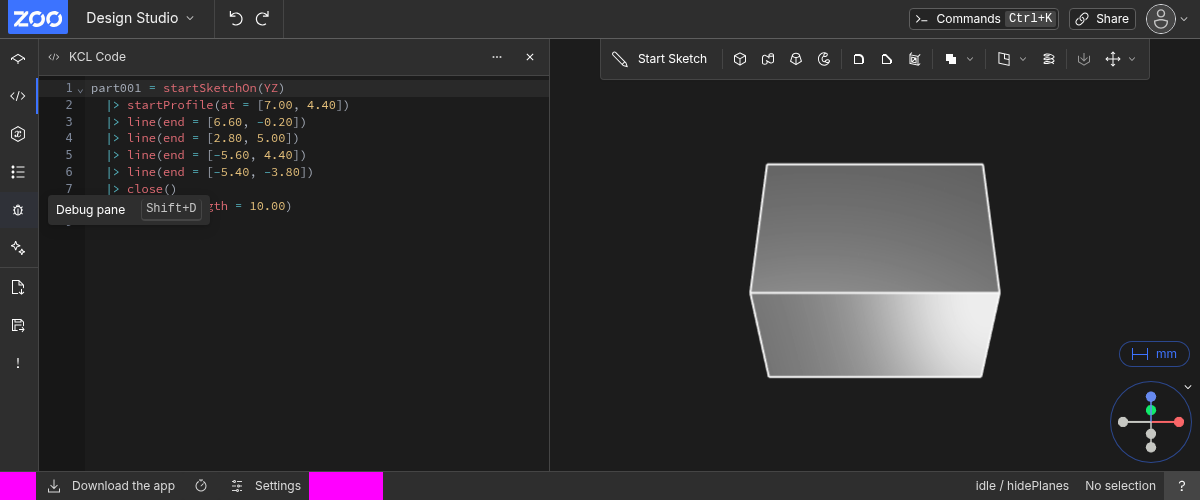 ZOO Design Studio Commands Ctrl+K Share
KCL Code
Start Sketch
1 part001 = startSketchOn(YZ)
2 |> startProfile(at = [7.00, 4.40])
3 |> line(end = [6.60, -0.20])
4 |> line(end = [2.80, 5.00])
5 |> line(end = [-5.60, 4.40])
6 |> line(end = [-5.40, -3.80])
7 |> close()
gth = 10.00)
Debug pane Shift+D
mm
Download the app Settings idle / hidePlanes No selection ?